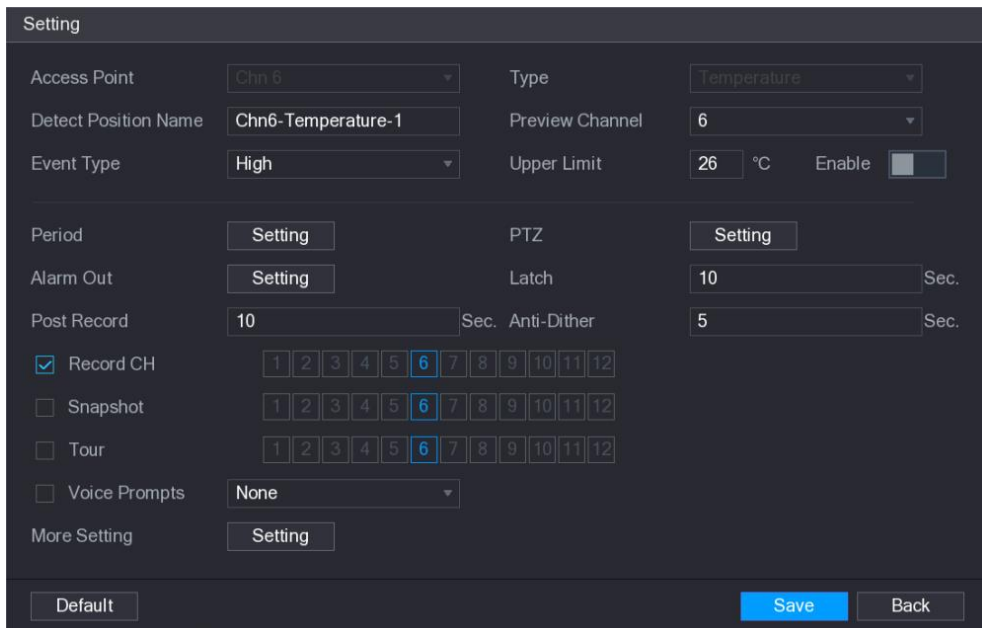 Setting
Access Point Chn 6 Type Temperature
Detect Position Name Chn6-Temperature-1 Preview Channel 6
Event Type High Upper Limit 26 °C Enable
Period Setting PTZ Setting
Alarm Out Setting Latch 10 Sec.
Post Record 10 Sec. Anti-Dither 5 Sec.
Record CH 1 2 3 4 5 6 7 8 9 10 11 12
Snapshot 1 2 3 4 5 6 7 8 9 10 11 12
Tour 1 2 3 4 5 6 7 8 9 10 11 12
Voice Prompts None
More Setting Setting
Default Save Back